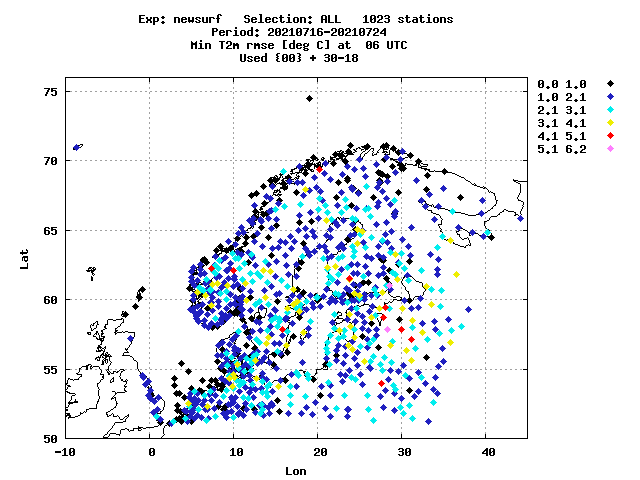 Exp: newsurf   Selection: ALL   1023 stations
Period: 20210716-20210724
Min T2m rmse [deg C] at  06 UTC
Used {00} + 30-18
0.0 1.0
1.0 2.1
2.1 3.1
3.1 4.1
4.1 5.1
5.1 6.2
75
70
65
60
55
50
Lat
-10 0 10 20 30 40
Lon